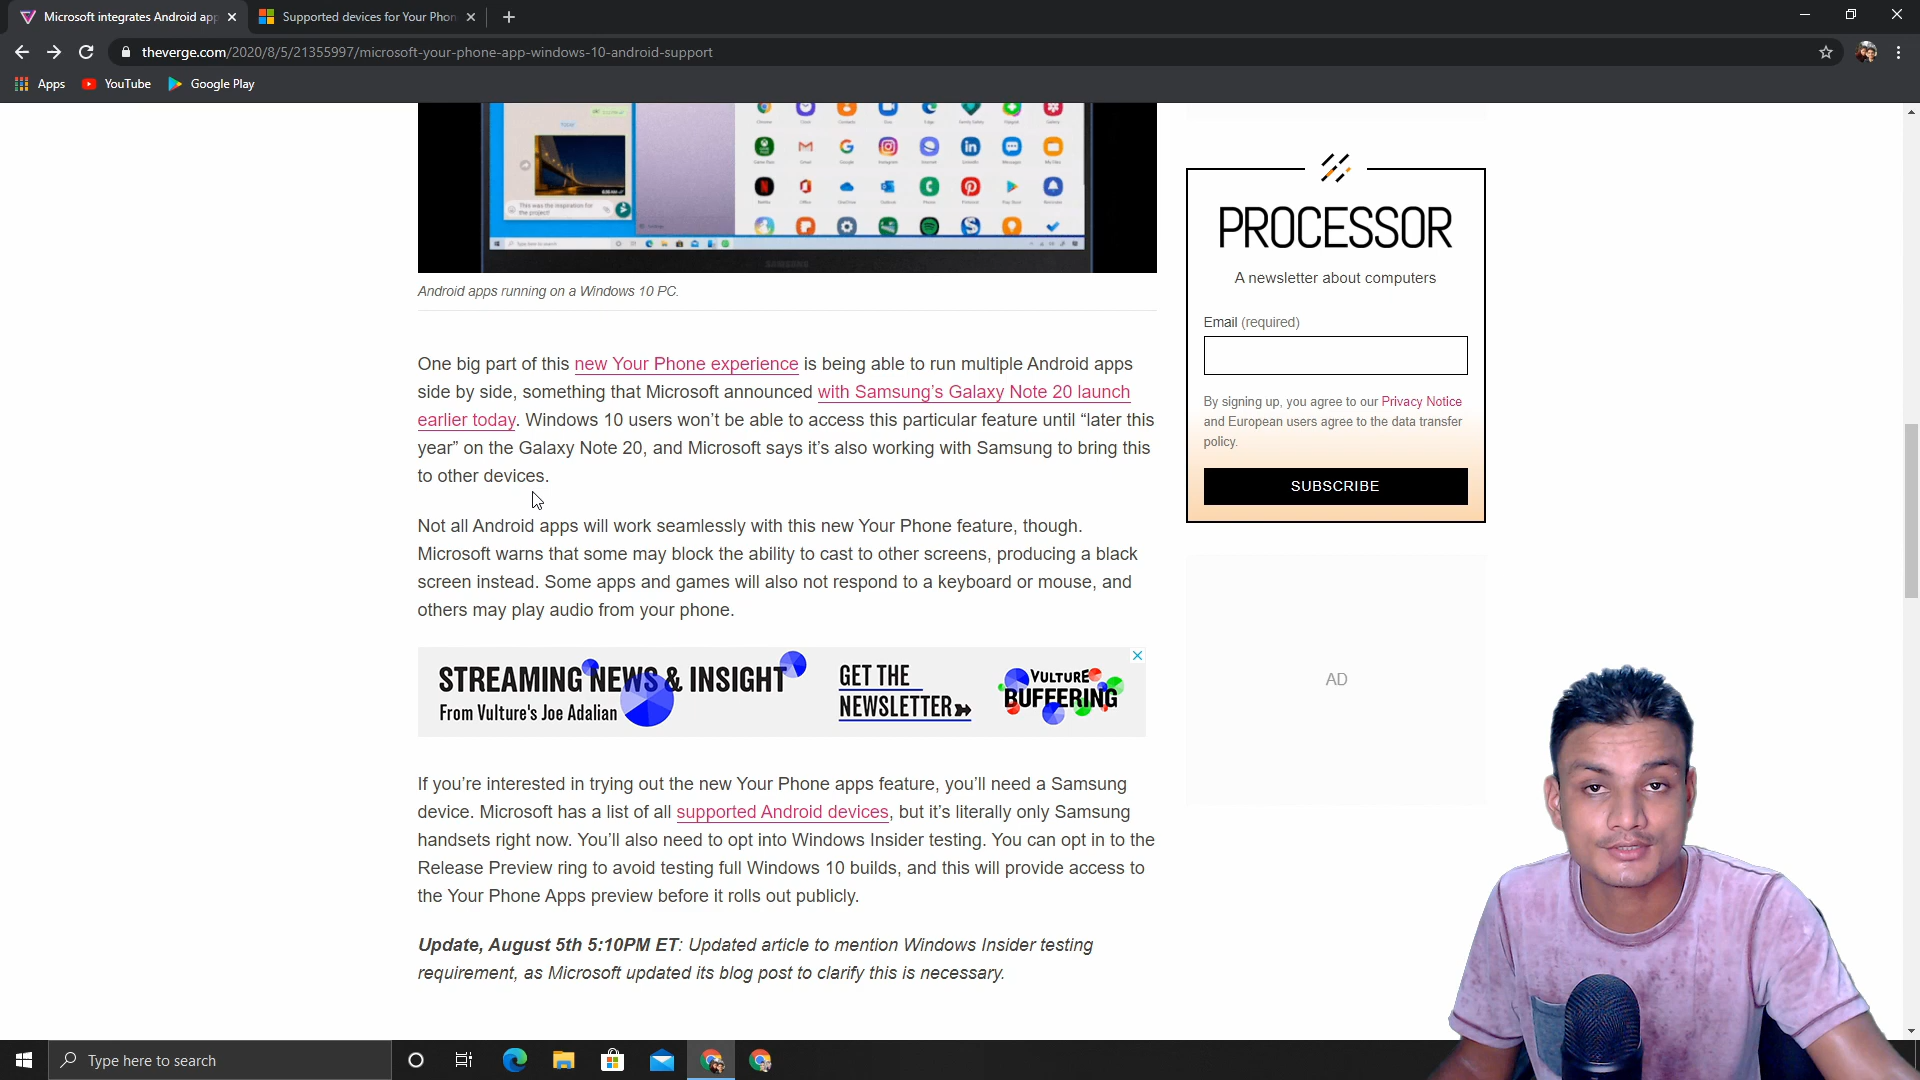 Microsoft integrates Android app
Supported devices for Your Phon
theverge.com/2020/8/5/21355997/microsoft-your-phone-app-windows-10-android-support
Apps
YouTube
Google Play
This was the inspiration for
the project!
Type here to search
SAMSUNG
Android apps running on a Windows 10 PC.
One big part of this new Your Phone experience is being able to run multiple Android apps
side by side, something that Microsoft announced with Samsung’s Galaxy Note 20 launch
earlier today. Windows 10 users won’t be able to access this particular feature until “later this
year” on the Galaxy Note 20, and Microsoft says it’s also working with Samsung to bring this
to other devices.
Not all Android apps will work seamlessly with this new Your Phone feature, though.
Microsoft warns that some may block the ability to cast to other screens, producing a black
screen instead. Some apps and games will also not respond to a keyboard or mouse, and
others may play audio from your phone.
STREAMING NEWS & INSIGHT
From Vulture's Joe Adalian
GET THE
NEWSLETTER
VULTURE
BUFFERING
If you’re interested in trying out the new Your Phone apps feature, you’ll need a Samsung
device. Microsoft has a list of all supported Android devices, but it’s literally only Samsung
handsets right now. You’ll also need to opt into Windows Insider testing. You can opt in to the
Release Preview ring to avoid testing full Windows 10 builds, and this will provide access to
the Your Phone Apps preview before it rolls out publicly.
Update, August 5th 5:10PM ET: Updated article to mention Windows Insider testing
requirement, as Microsoft updated its blog post to clarify this is necessary.
PROCESSOR
A newsletter about computers
Email (required)
By signing up, you agree to our Privacy Notice
and European users agree to the data transfer
policy.
SUBSCRIBE
AD
Type here to search